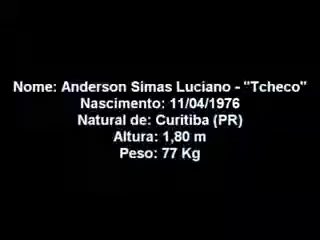 Nome: Anderson Simas Luciano - "Tcheco"
Nascimento: 11/04/1976
Natural de: Curitiba (PR)
Altura: 1,80 m
Peso: 77 Kg